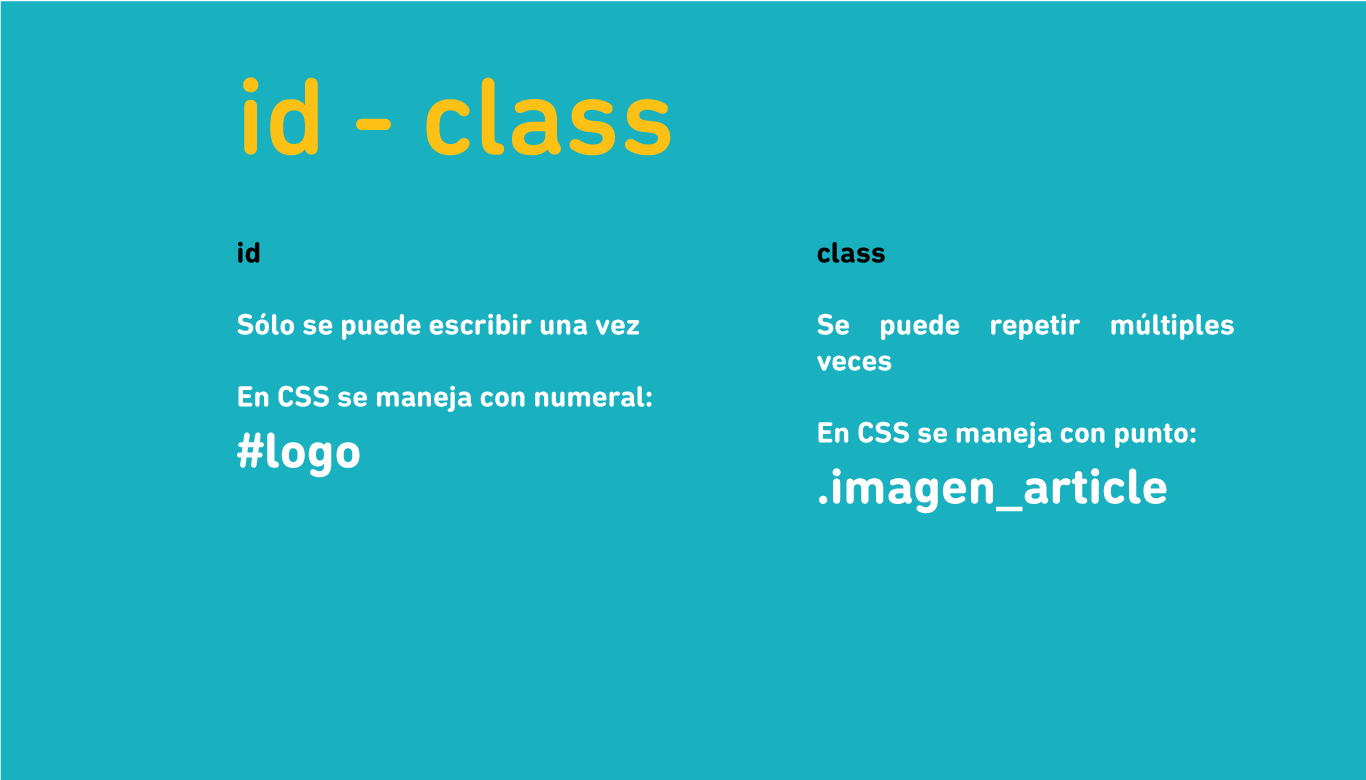 id - class
id
Sólo se puede escribir una vez
En CSS se maneja con numeral:
#logo
class
Se puede repetir múltiples
veces
En CSS se maneja con punto:
.imagen_article